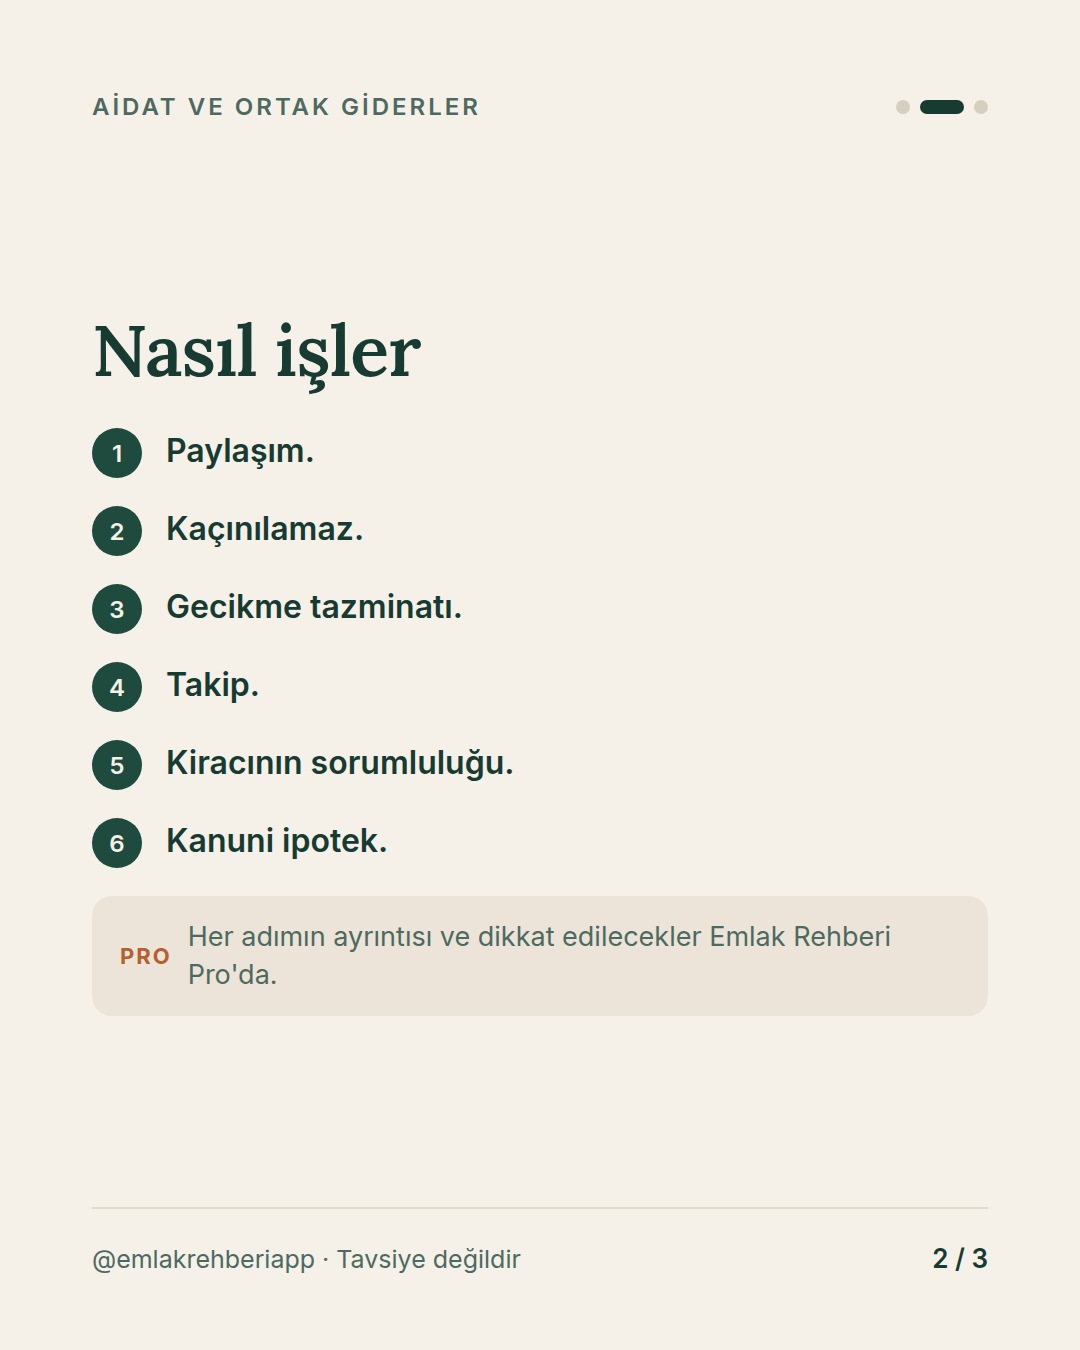 AİDAT VE ORTAK GİDERLER
Nasıl işler
1 Paylaşım.
2 Kaçınılamaz.
3 Gecikme tazminatı.
4 Takip.
5 Kiracının sorumluluğu.
6 Kanuni ipotek.
PRO Her adımın ayrıntısı ve dikkat edilecekler Emlak Rehberi
Pro'da.
@emlakrehberiapp · Tavsiye değildir
2 / 3